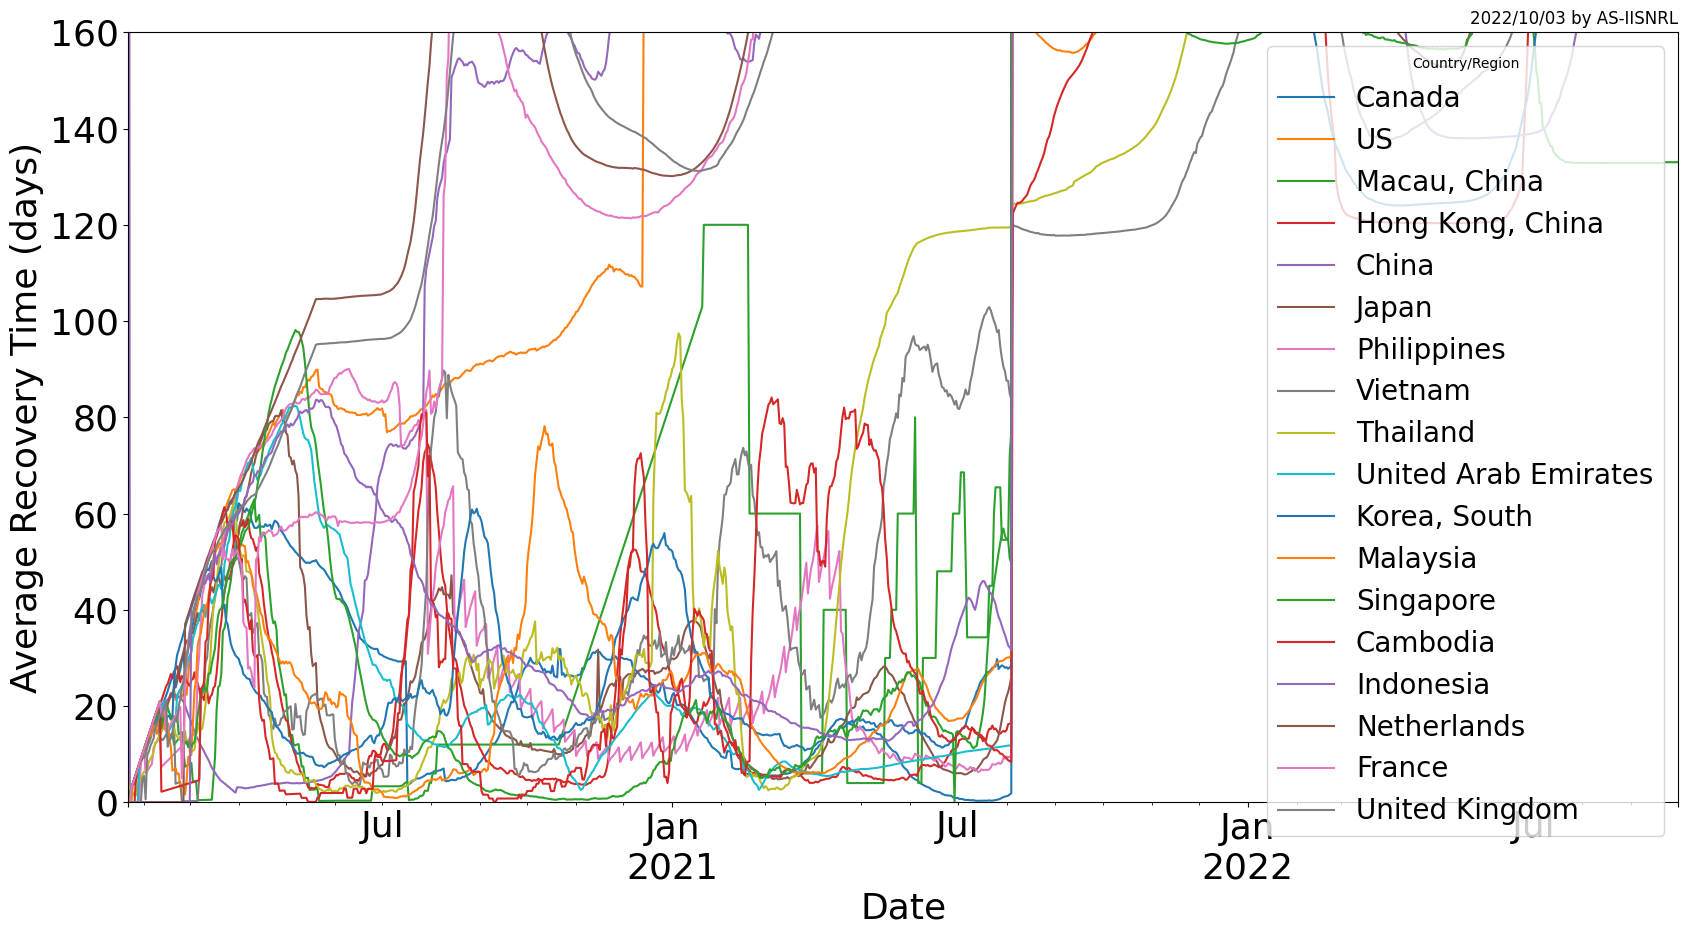 2022/10/03 by AS-IISNRL
160
140
120
100
80
60
40
20
0
Average Recovery Time (days)
Country/Region
Canada
US
Macau, China
Hong Kong, China
China
Japan
Philippines
Vietnam
Thailand
United Arab Emirates
Korea, South
Malaysia
Singapore
Cambodia
Indonesia
Netherlands
France
United Kingdom
Jul
Jan
2021
Jul
Jan
2022
Jul
Date